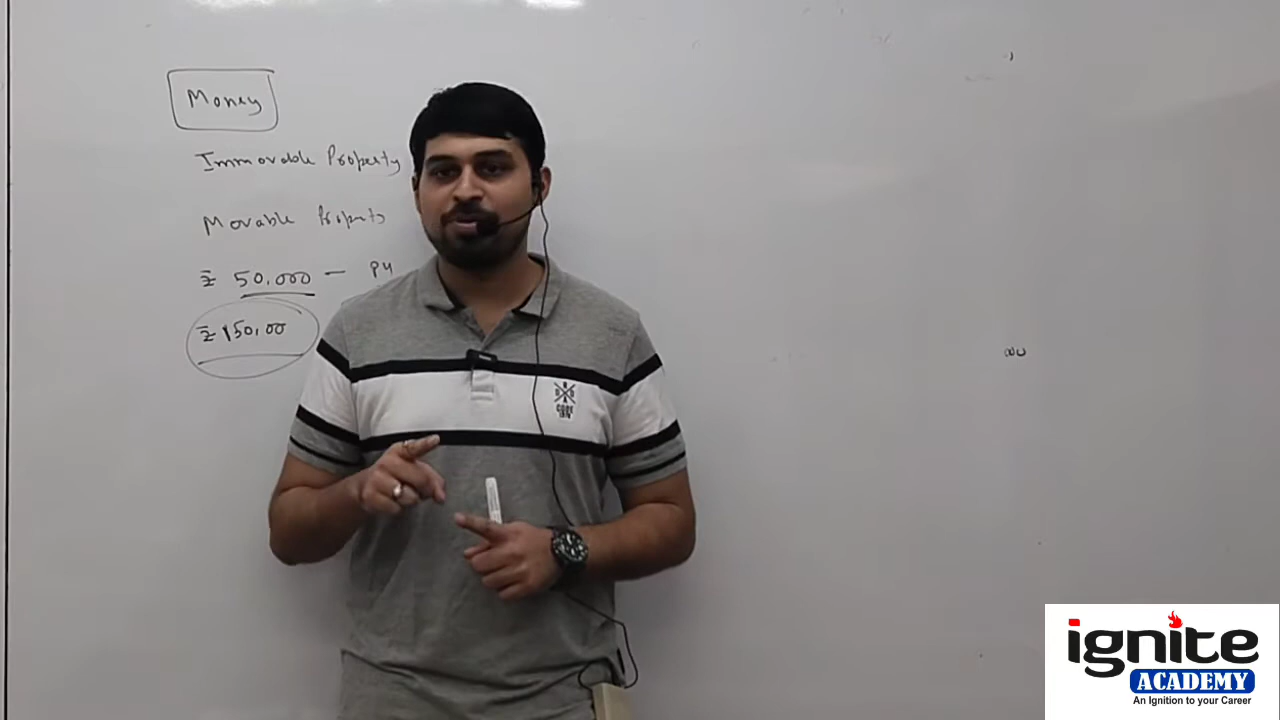 Money
Immovable Property
Movable Property
₹ 50,000 — PY
₹ 150,00
ignite
ACADEMY
An Ignition to your Career